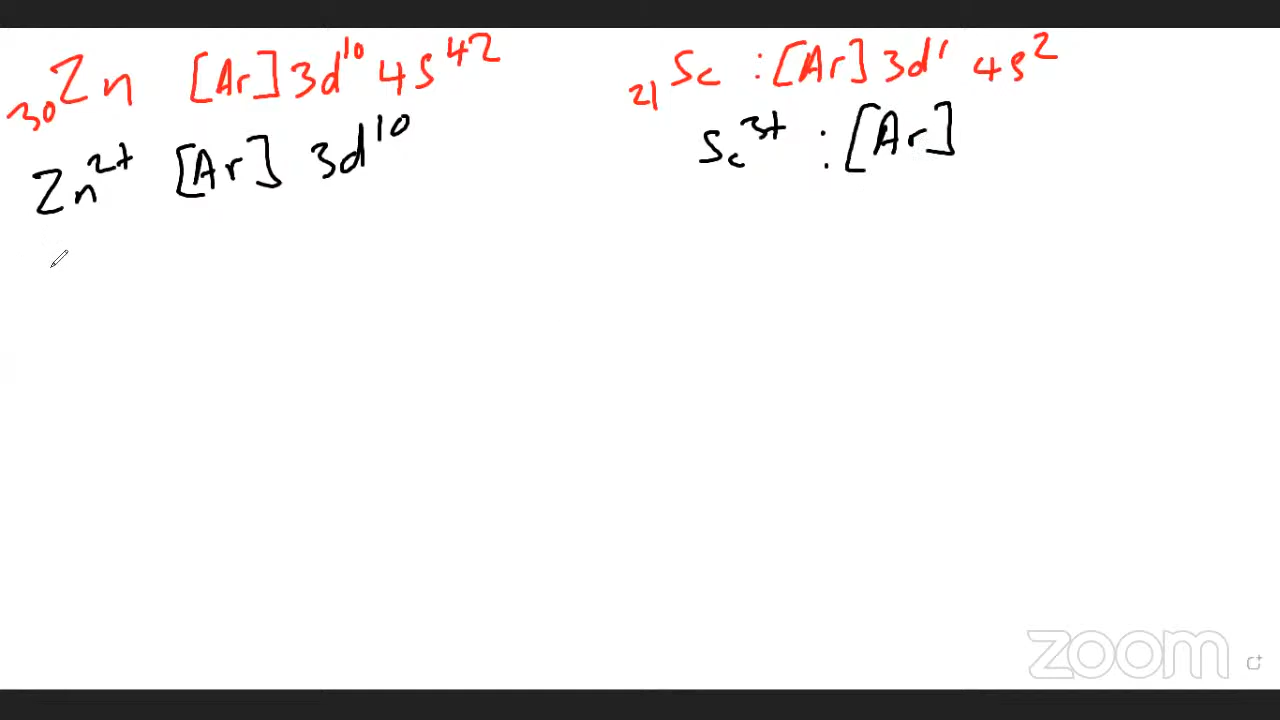 ₃₀Zn [Ar] 3d¹⁰ 4s⁴²
Zn²⁺ [Ar] 3d¹⁰
₂₁Sc : [Ar] 3d¹ 4s²
Sc³⁺ : [Ar]
zoom